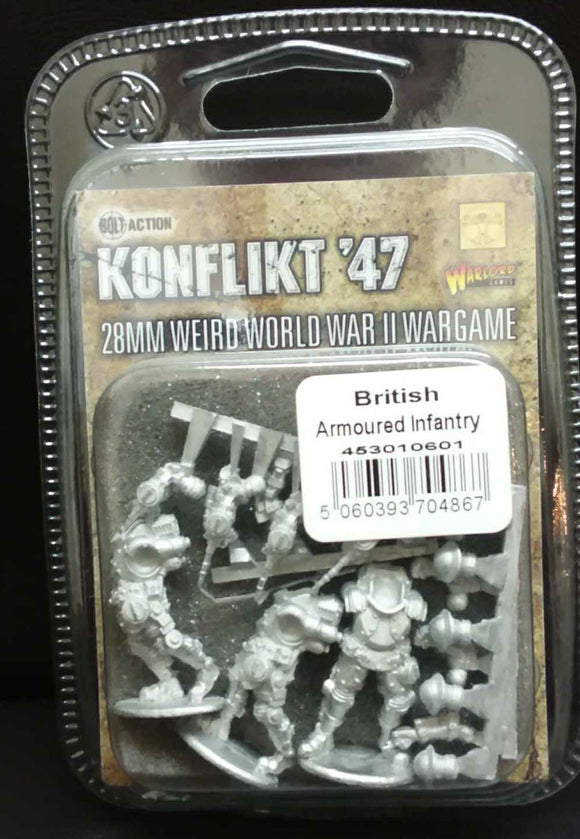 BOLT ACTION
KONFLIKT '47
WARLORD
GAMES
28MM WEIRD WORLD WAR II WARGAME
British
Armoured Infantry
453010601
5 060393 704867